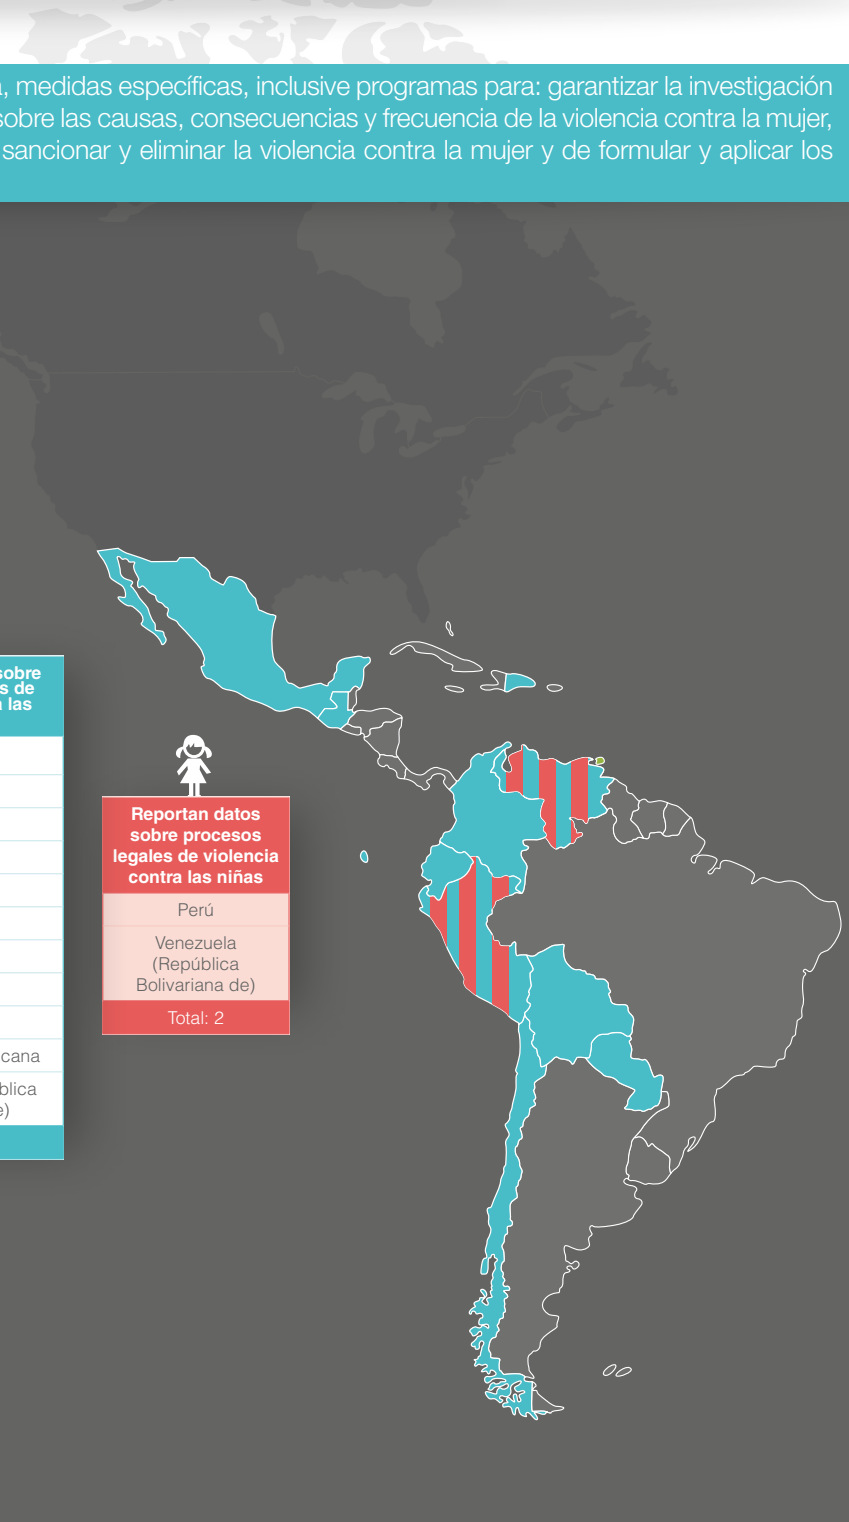 , medidas específicas, inclusive programas para: garantizar la investigación
sobre las causas, consecuencias y frecuencia de la violencia contra la mujer,
sancionar y eliminar la violencia contra la mujer y de formular y aplicar los
sobre
s de
las
cana
blica
e)
Reportan datos
sobre procesos
legales de violencia
contra las niñas
Perú
Venezuela
(República
Bolivariana de)
Total: 2